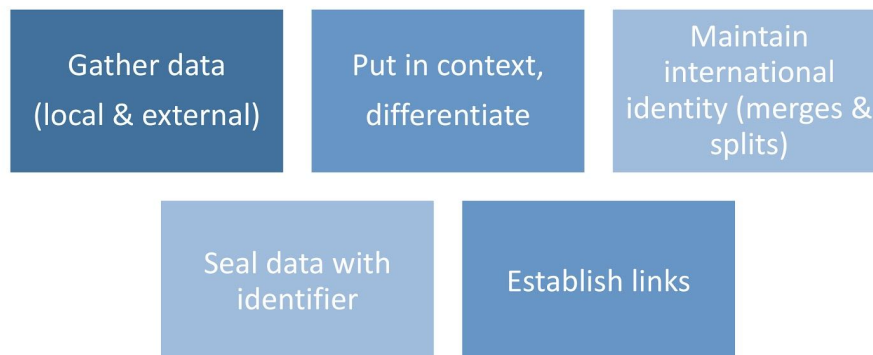 Gather data
(local & external)
Put in context,
differentiate
Maintain
international
identity (merges &
splits)
Seal data with
identifier
Establish links